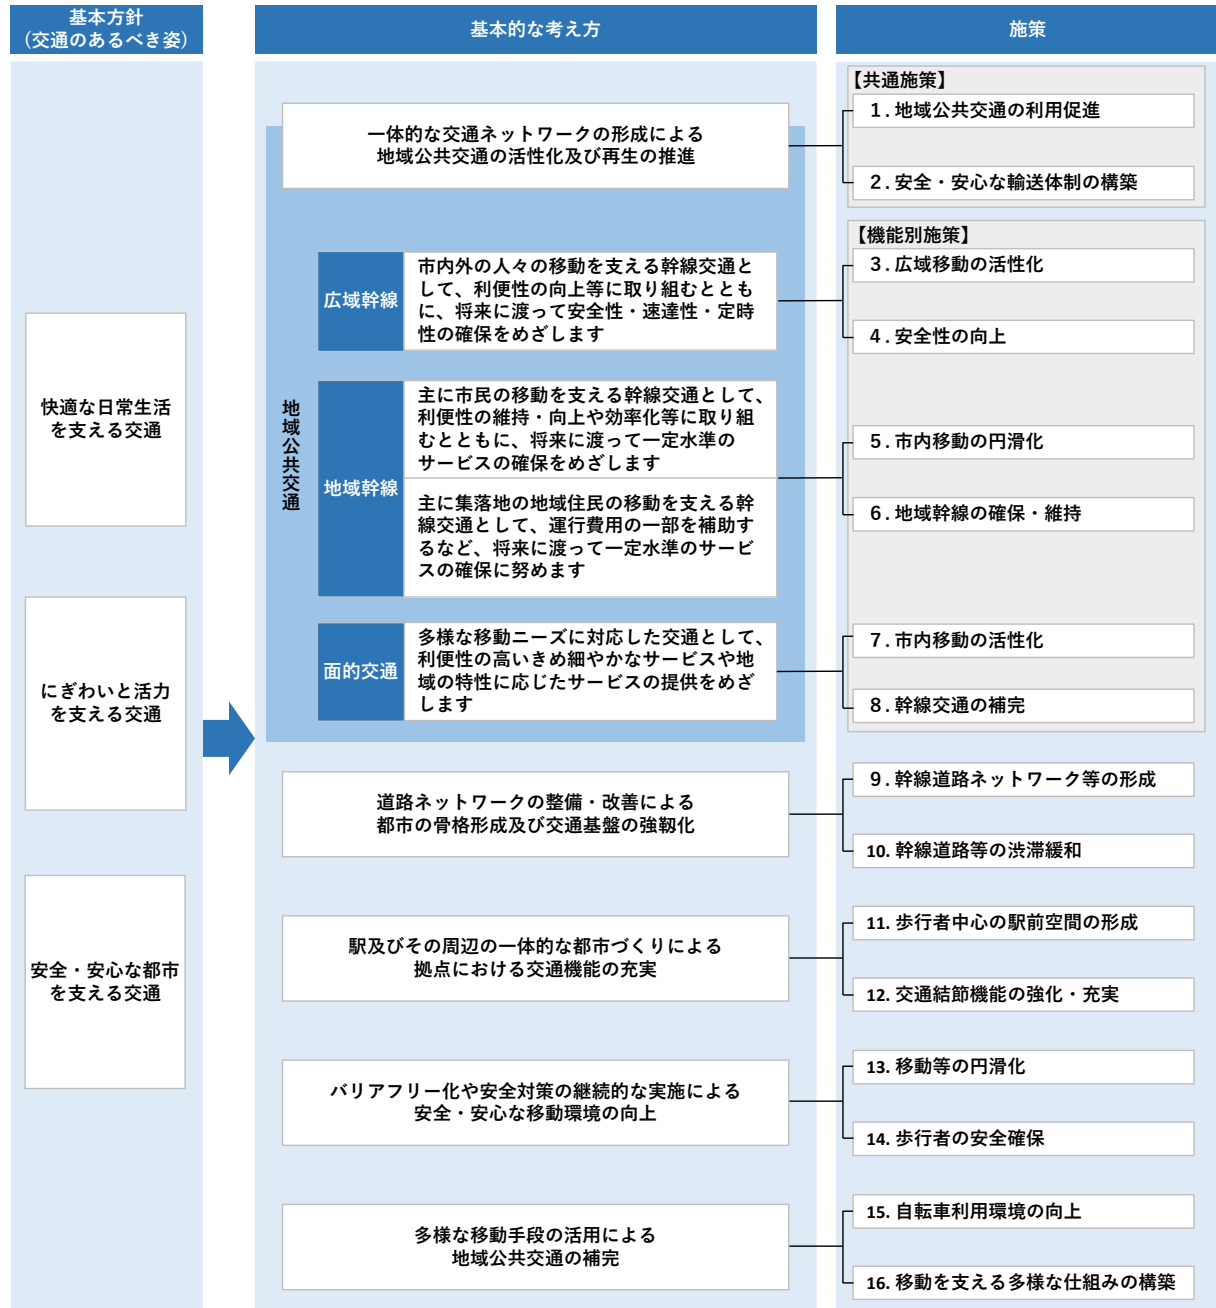 基本方針
(交通のあるべき姿)
基本的な考え方
施策
快適な日常生活
を支える交通
にぎわいと活力
を支える交通
安全・安心な都市
を支える交通
一体的な交通ネットワークの形成による
地域公共交通の活性化及び再生の推進
地域公共交通
広域幹線
市内外の人々の移動を支える幹線交通と
して、利便性の向上等に取り組むととも
に、将来に渡って安全性・速達性・定時
性の確保をめざします
地域幹線
主に市民の移動を支える幹線交通として、
利便性の維持・向上や効率化等に取り組
むとともに、将来に渡って一定水準の
サービスの確保をめざします
主に集落地の地域住民の移動を支える幹
線交通として、運行費用の一部を補助す
るなど、将来に渡って一定水準のサービ
スの確保に努めます
面的交通
多様な移動ニーズに対応した交通として、
利便性の高いきめ細やかなサービスや地
域の特性に応じたサービスの提供をめざ
します
道路ネットワークの整備・改善による
都市の骨格形成及び交通基盤の強靱化
駅及びその周辺の一体的な都市づくりによる
拠点における交通機能の充実
バリアフリー化や安全対策の継続的な実施による
安全・安心な移動環境の向上
多様な移動手段の活用による
地域公共交通の補完
【共通施策】
１. 地域公共交通の利用促進
２. 安全・安心な輸送体制の構築
【機能別施策】
３. 広域移動の活性化
４. 安全性の向上
５. 市内移動の円滑化
６. 地域幹線の確保・維持
７. 市内移動の活性化
８. 幹線交通の補完
９. 幹線道路ネットワーク等の形成
10. 幹線道路等の渋滞緩和
11. 歩行者中心の駅前空間の形成
12. 交通結節機能の強化・充実
13. 移動等の円滑化
14. 歩行者の安全確保
15. 自転車利用環境の向上
16. 移動を支える多様な仕組みの構築